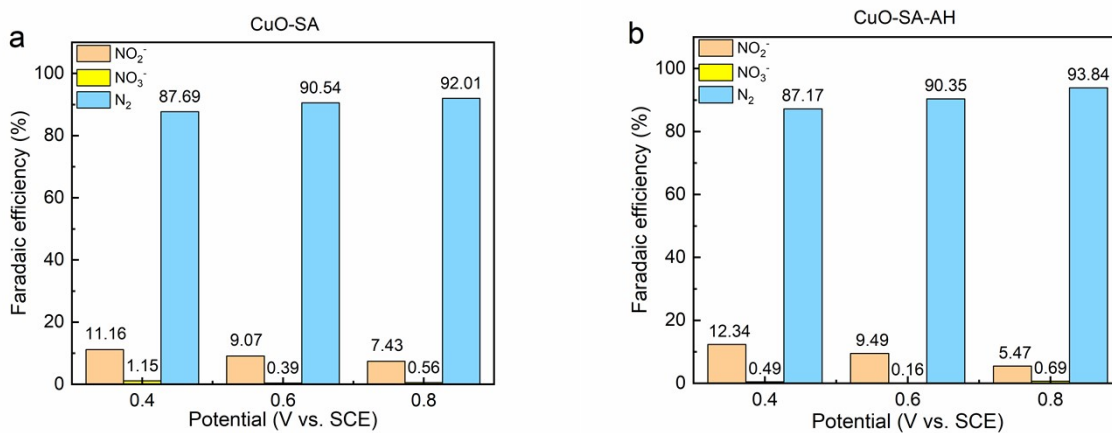 a
CuO-SA
NO₂⁻
NO₃⁻
N₂
Faradaic efficiency (%)
100
80
60
40
20
0
87.69
90.54
92.01
11.16
1.15
9.07
0.39
7.43
0.56
0.4
0.6
0.8
Potential (V vs. SCE)
b
CuO-SA-AH
NO₂⁻
NO₃⁻
N₂
Faradaic efficiency (%)
100
80
60
40
20
0
87.17
90.35
93.84
12.34
0.49
9.49
0.16
5.47
0.69
0.4
0.6
0.8
Potential (V vs. SCE)